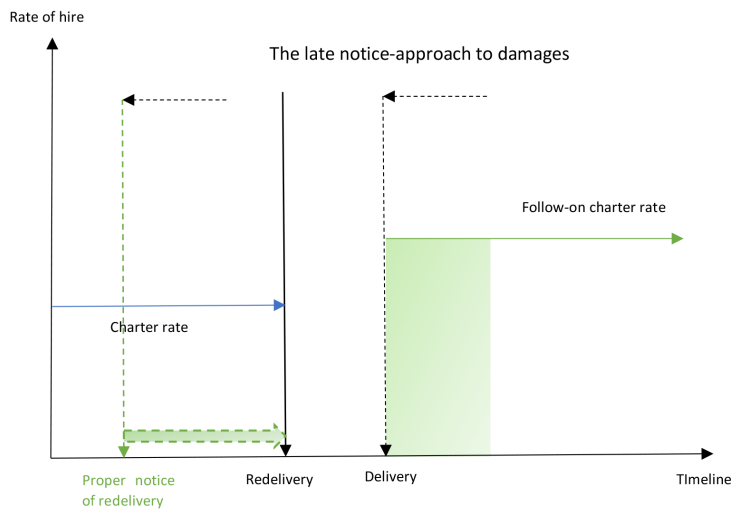 Rate of hire
The late notice-approach to damages
Follow-on charter rate
Charter rate
Proper notice
of redelivery
Redelivery
Delivery
TImeline